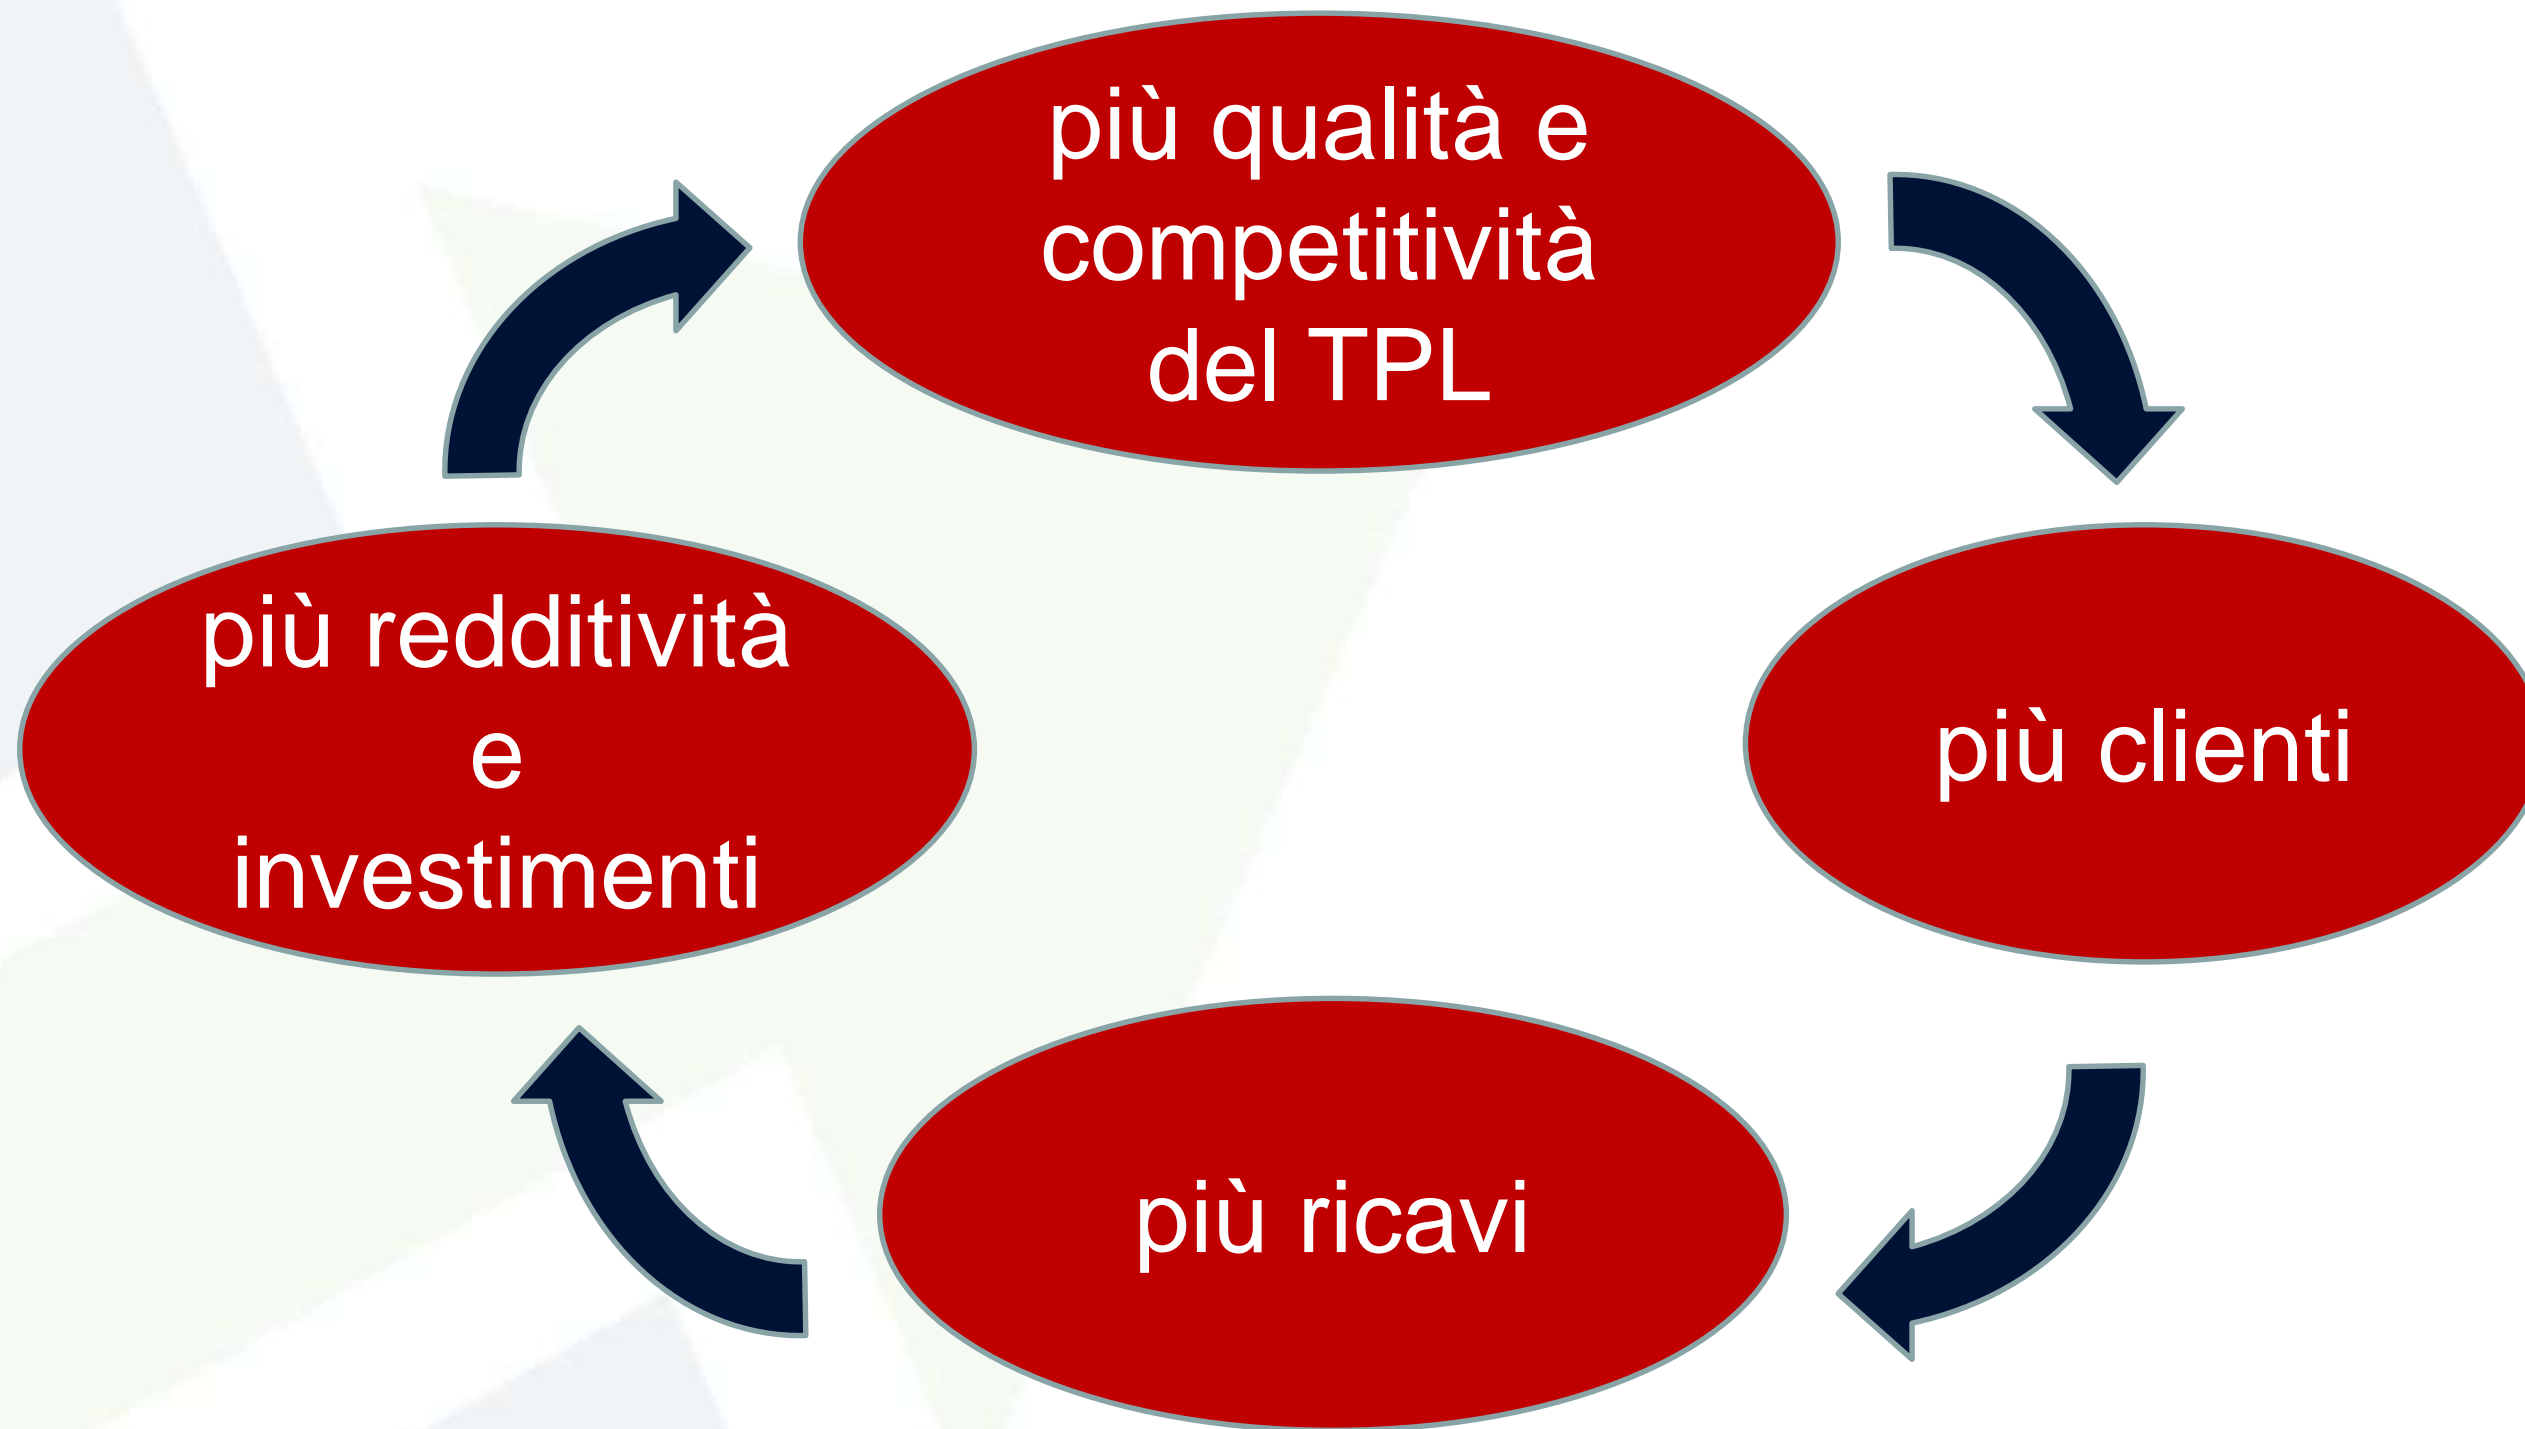 più qualità e
competitività
del TPL
più redditività
e
investimenti
più clienti
più ricavi